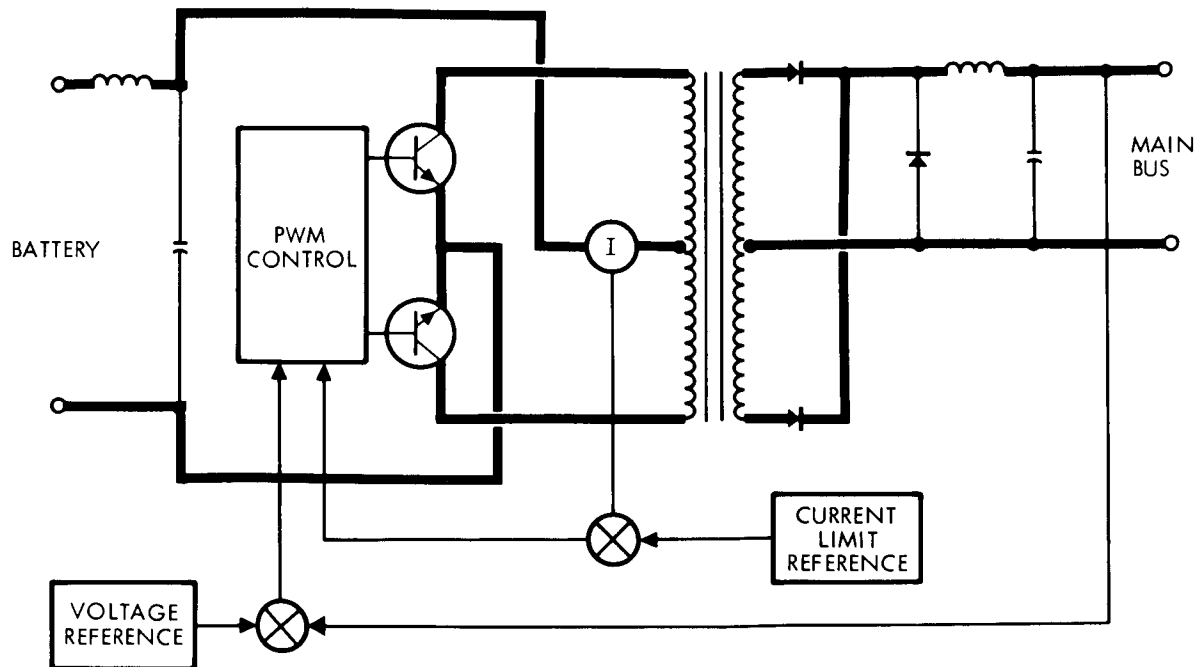 BATTERY
PWM
CONTROL
I
MAIN
BUS
CURRENT
LIMIT
REFERENCE
VOLTAGE
REFERENCE